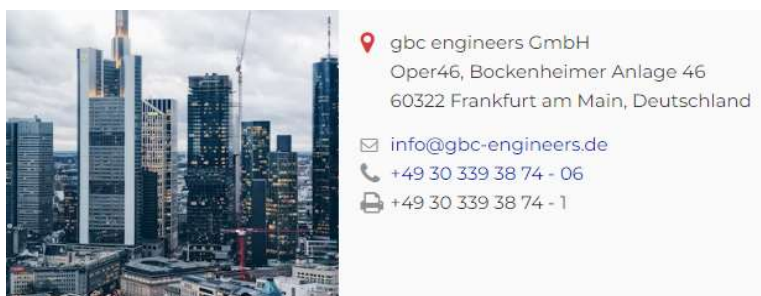 gbc engineers GmbH
Oper46, Bockenheimer Anlage 46
60322 Frankfurt am Main, Deutschland
info@gbc-engineers.de
+49 30 339 38 74 - 06
+49 30 339 38 74 - 1